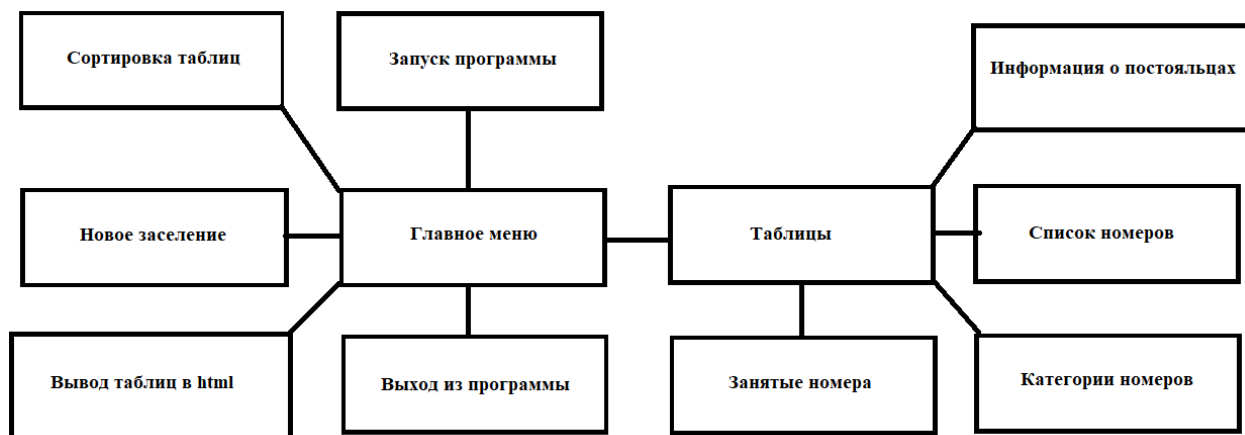 Сортировка таблиц
Запуск программы
Информация о постояльцах
Новое заселение
Главное меню
Таблицы
Список номеров
Вывод таблиц в html
Выход из программы
Занятые номера
Категории номеров